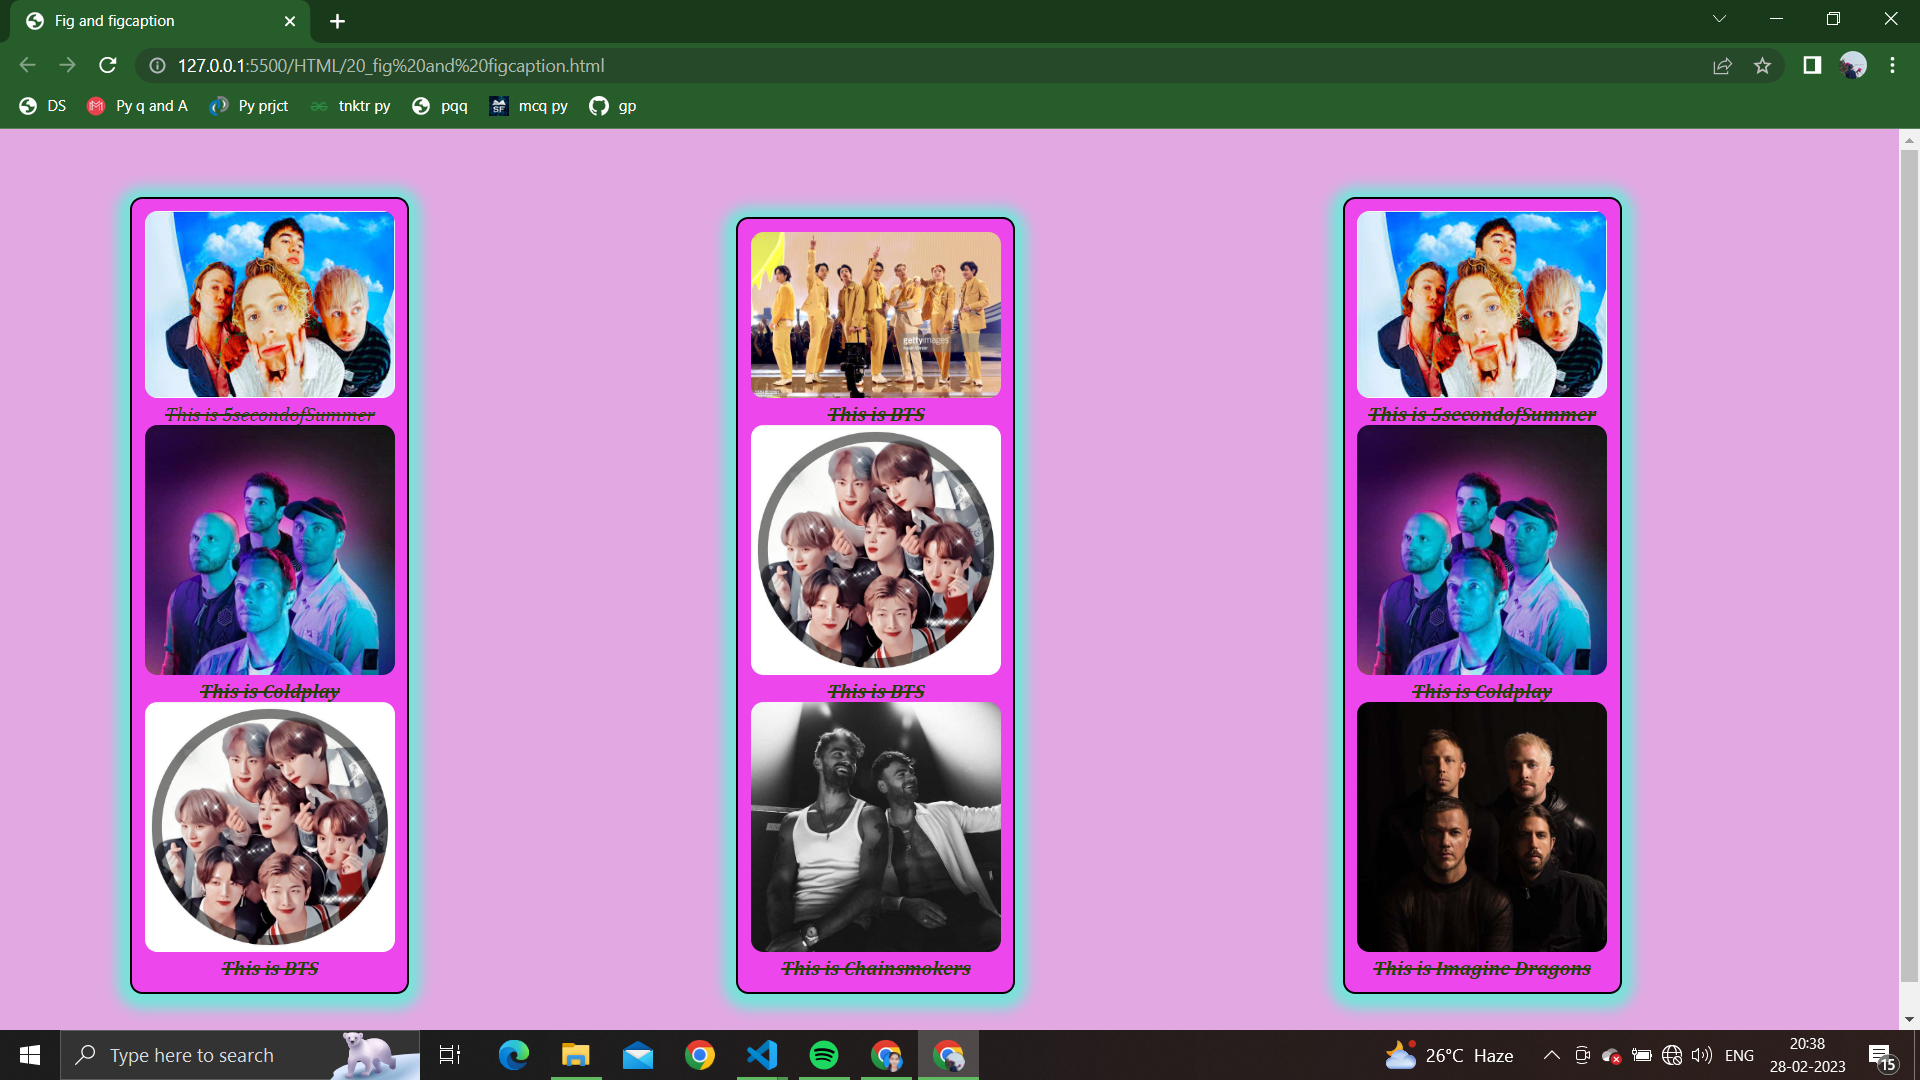 Fig and figcaption
127.0.0.1:5500/HTML/20_fig%20and%20figcaption.html
DS Py q and A Py prjct tnktr py pqq SF mcq py gp
This is 5secondofSummer
This is Coldplay
This is BTS
gettyimages
This is BTS
This is BTS
This is Chainsmokers
This is 5secondofSummer
This is Coldplay
This is Imagine Dragons
Type here to search
26°C Haze
ENG
20:38
28-02-2023
15